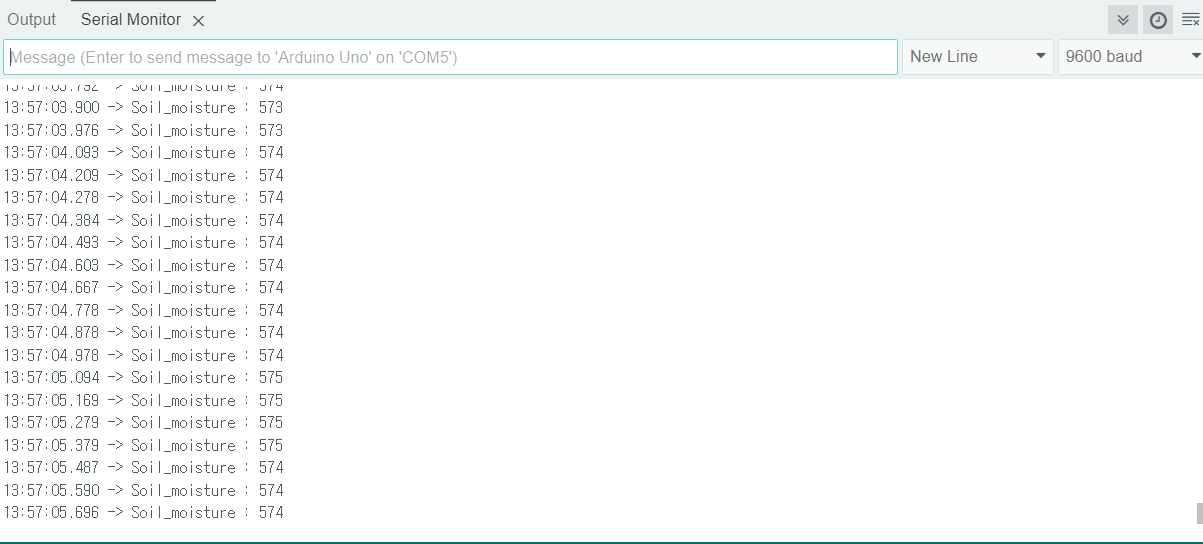 Output
Serial Monitor
Message (Enter to send message to 'Arduino Uno' on 'COM5')
New Line
9600 baud
13:57:03.792 -> Soil_moisture : 574
13:57:03.900 -> Soil_moisture : 573
13:57:03.976 -> Soil_moisture : 573
13:57:04.093 -> Soil_moisture : 574
13:57:04.209 -> Soil_moisture : 574
13:57:04.278 -> Soil_moisture : 574
13:57:04.384 -> Soil_moisture : 574
13:57:04.493 -> Soil_moisture : 574
13:57:04.603 -> Soil_moisture : 574
13:57:04.667 -> Soil_moisture : 574
13:57:04.778 -> Soil_moisture : 574
13:57:04.878 -> Soil_moisture : 574
13:57:04.978 -> Soil_moisture : 574
13:57:05.094 -> Soil_moisture : 575
13:57:05.169 -> Soil_moisture : 575
13:57:05.279 -> Soil_moisture : 575
13:57:05.379 -> Soil_moisture : 575
13:57:05.487 -> Soil_moisture : 574
13:57:05.590 -> Soil_moisture : 574
13:57:05.696 -> Soil_moisture : 574